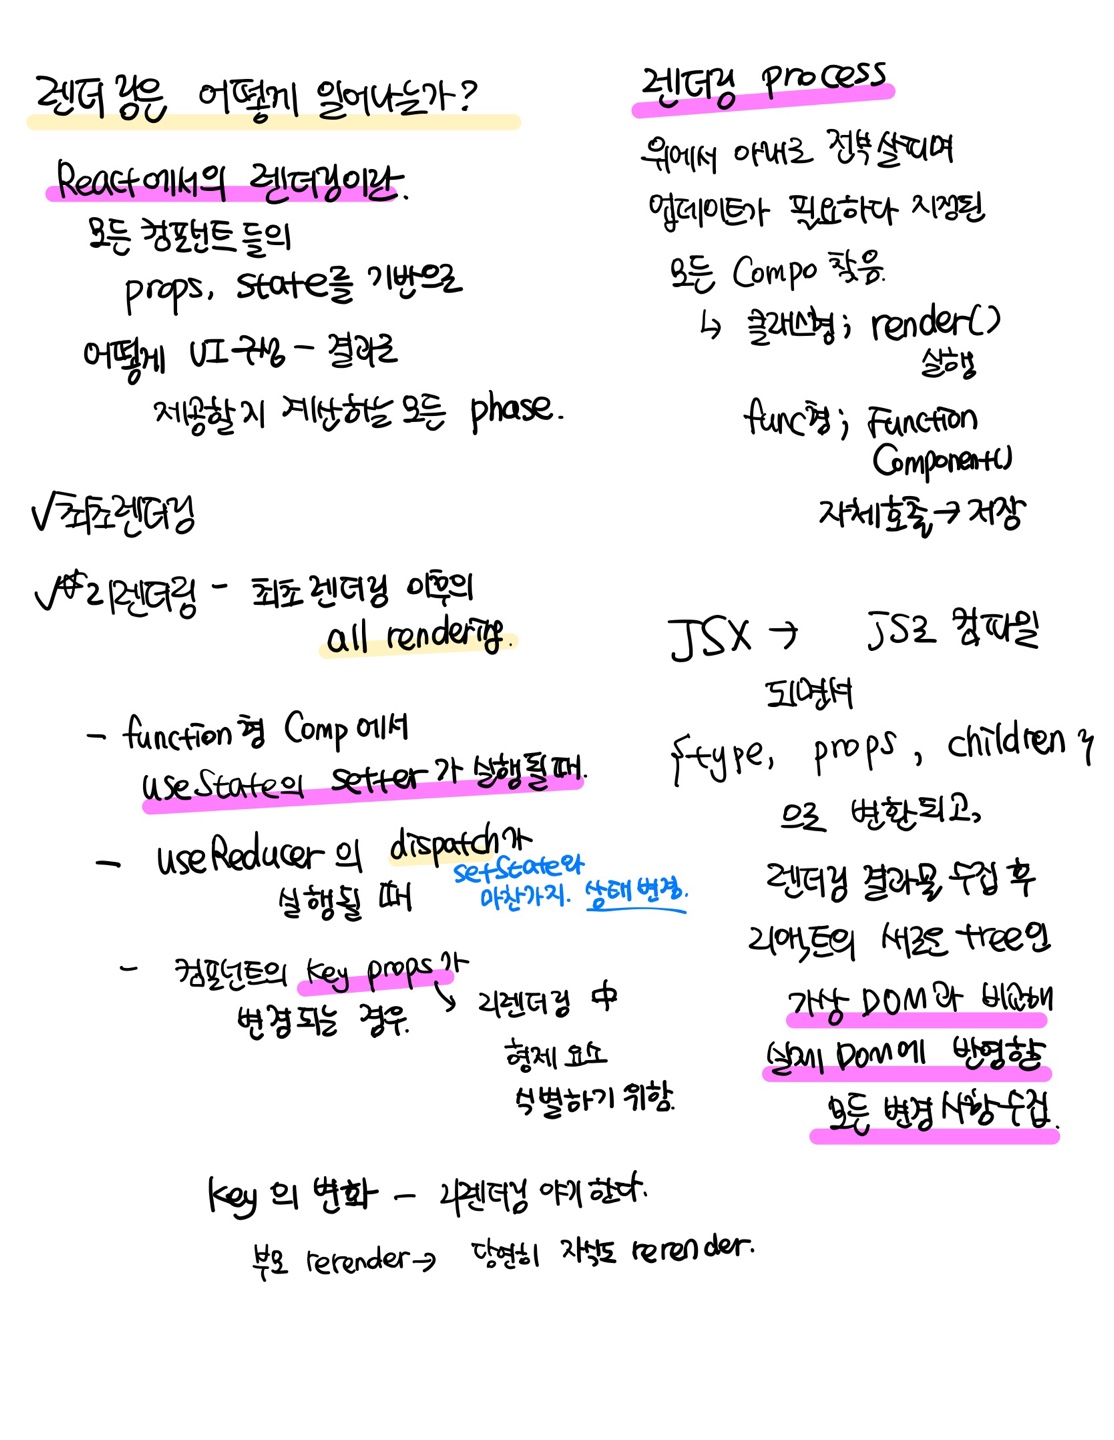 렌더링은 어떻게 일어나는가?
React에서의 렌더링이란.
모든 컴포넌트들의
props, state를 기반으로
어떻게 UI 구성 - 결과로
제공할지 계산하는 모든 phase.
√최초렌더링
√*리렌더링 - 최초 렌더링 이후의
all rendering.
- function형 Comp에서
useState의 setter가 실행될때.
- useReducer의 dispatch가
실행될 때
setState와
마찬가지. 상태변경.
- 컴포넌트의 key props가
변경되는 경우.
↘ 리렌더링 中
형제 요소
식별하기 위함.
key의 변화 - 리렌더링 야기한다.
부모 rerender → 당연히 자식도 rerender.
렌더링 process
위에서 아래로 전부 살피며
업데이트가 필요하다 지정된
모든 Compo 찾음.
↳ 클래스형; render()
실행
func형; Function
Component()
자체호출 → 저장
JSX → JS로 컴파일
되면서
{type, props, children}
으로 변환되고,
렌더링 결과물 수집 후
리액트의 새로운 tree인
가상 DOM과 비교해
실제 DOM에 반영할
모든 변경사항 수집.